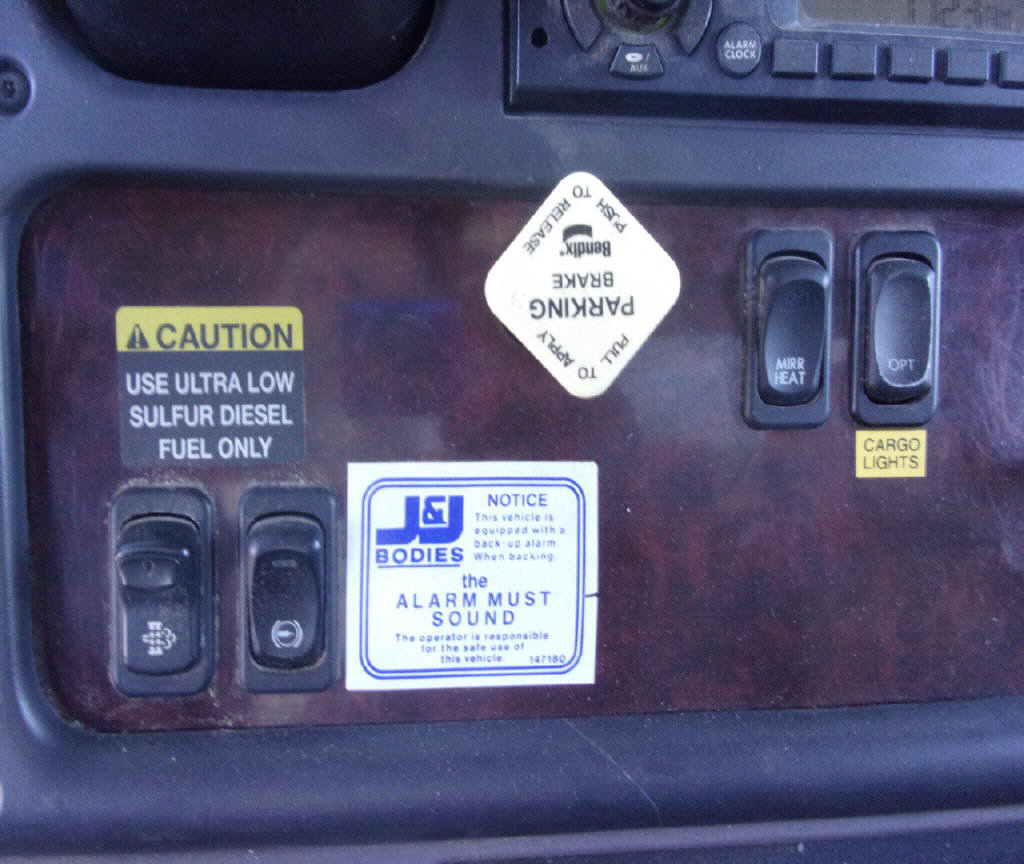 ALARM
CLOCK
/
AUX
PULL TO APPLY
PARKING
BRAKE
Bendix
PUSH TO RELEASE
CAUTION
USE ULTRA LOW
SULFUR DIESEL
FUEL ONLY
MIRR
HEAT
OPT
CARGO
LIGHTS
J&J
BODIES
NOTICE
This vehicle is
equipped with a
back-up alarm.
When backing.
the
ALARM MUST
SOUND
The operator is responsible
for the safe use of
this vehicle. 147180